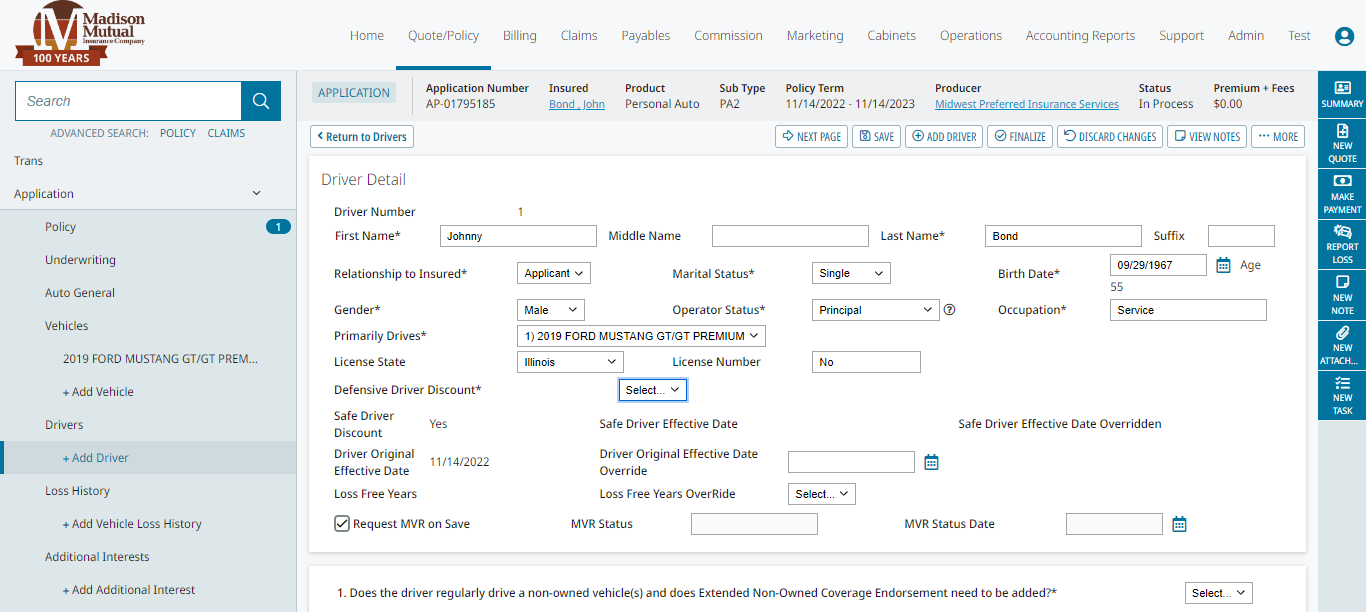 Madison
Mutual
Insurance Company
100 YEARS
Home Quote/Policy Billing Claims Payables Commission Marketing Cabinets Operations Accounting Reports Support Admin Test
Search
ADVANCED SEARCH: POLICY CLAIMS
Trans
Application
Policy 1
Underwriting
Auto General
Vehicles
2019 FORD MUSTANG GT/GT PREM...
+ Add Vehicle
Drivers
+ Add Driver
Loss History
+ Add Vehicle Loss History
Additional Interests
+ Add Additional Interest
APPLICATION
Application Number Insured Product Sub Type Policy Term Producer Status Premium + Fees
AP-01795185 Bond , John Personal Auto PA2 11/14/2022 - 11/14/2023 Midwest Preferred Insurance Services In Process $0.00
Return to Drivers NEXT PAGE SAVE ADD DRIVER FINALIZE DISCARD CHANGES VIEW NOTES MORE
Driver Detail
Driver Number 1
First Name* Johnny Middle Name Last Name* Bond Suffix
Relationship to Insured* Applicant Marital Status* Single Birth Date* 09/29/1967 Age
55
Gender* Male Operator Status* Principal Occupation* Service
Primarily Drives* 1) 2019 FORD MUSTANG GT/GT PREMIUM
License State Illinois License Number No
Defensive Driver Discount* Select...
Safe Driver
Discount Yes Safe Driver Effective Date Safe Driver Effective Date Overridden
Driver Original
Effective Date 11/14/2022 Driver Original Effective Date
Override
Loss Free Years Loss Free Years OverRide Select...
Request MVR on Save MVR Status MVR Status Date
1. Does the driver regularly drive a non-owned vehicle(s) and does Extended Non-Owned Coverage Endorsement need to be added?* Select...
SUMMARY
NEW
QUOTE
MAKE
PAYMENT
REPORT
LOSS
NEW
NOTE
NEW
ATTACH...
NEW
TASK